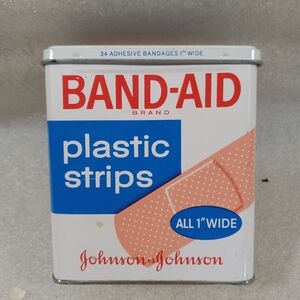 34 ADHESIVE BANDAGES 1" WIDE
BAND-AID
BRAND
plastic
strips
ALL 1" WIDE
Johnson & Johnson